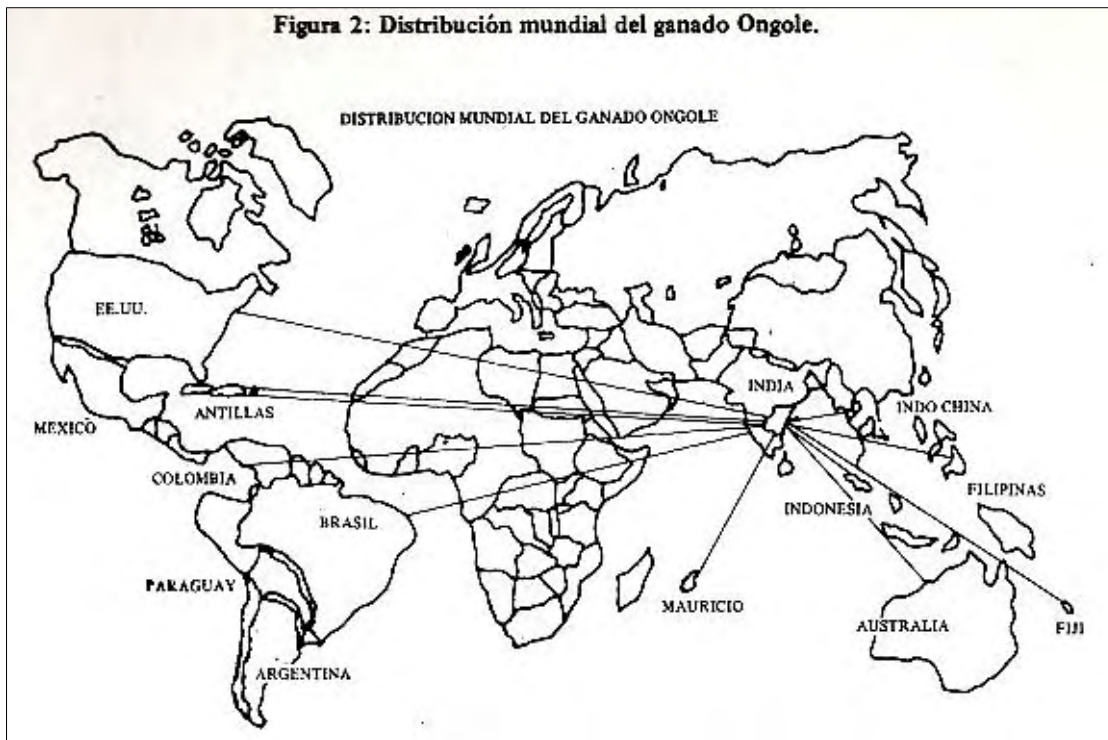 Figura 2: Distribución mundial del ganado Ongole.
DISTRIBUCION MUNDIAL DEL GANADO ONGOLE
EE.UU.
INDIA
ANTILLAS
INDO CHINA
MEXICO
COLOMBIA
FILIPINAS
BRASIL
INDONESIA
PARAGUAY
MAURICIO
AUSTRALIA
FIJI
ARGENTINA